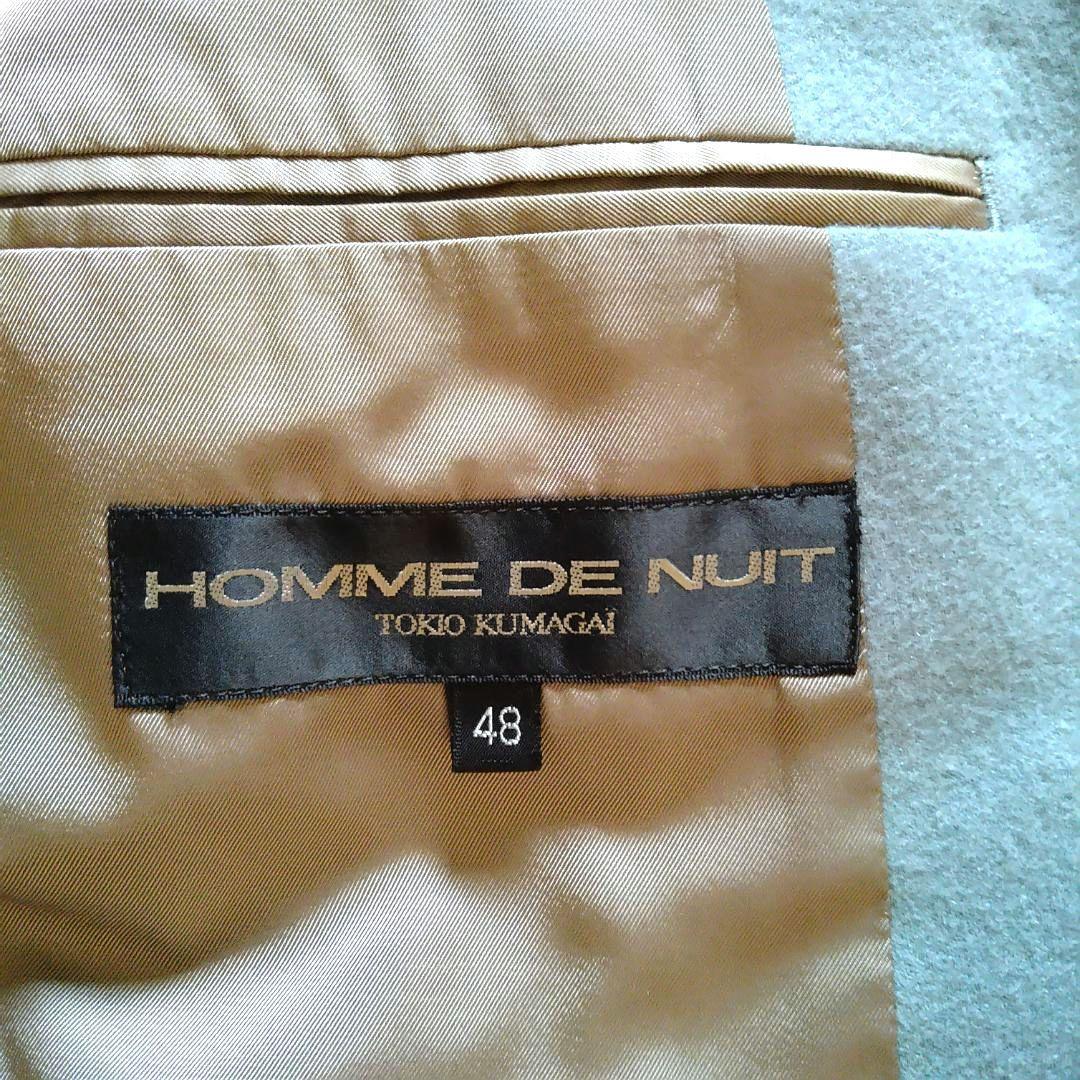 HOMME DE NUIT
TOKIO KUMAGAÏ
48